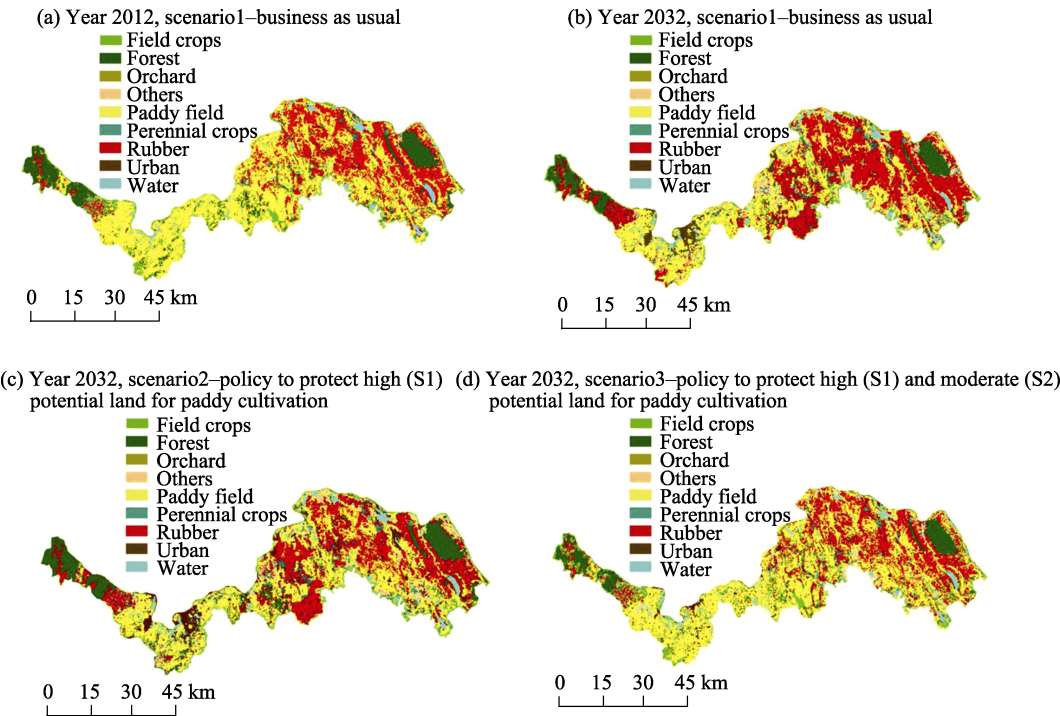 (a) Year 2012, scenario1–business as usual
Field crops
Forest
Orchard
Others
Paddy field
Perennial crops
Rubber
Urban
Water
0 15 30 45 km
(b) Year 2032, scenario1–business as usual
Field crops
Forest
Orchard
Others
Paddy field
Perennial crops
Rubber
Urban
Water
0 15 30 45 km
(c) Year 2032, scenario2–policy to protect high (S1)
potential land for paddy cultivation
Field crops
Forest
Orchard
Others
Paddy field
Perennial crops
Rubber
Urban
Water
0 15 30 45 km
(d) Year 2032, scenario3–policy to protect high (S1) and moderate (S2)
potential land for paddy cultivation
Field crops
Forest
Orchard
Others
Paddy field
Perennial crops
Rubber
Urban
Water
0 15 30 45 km